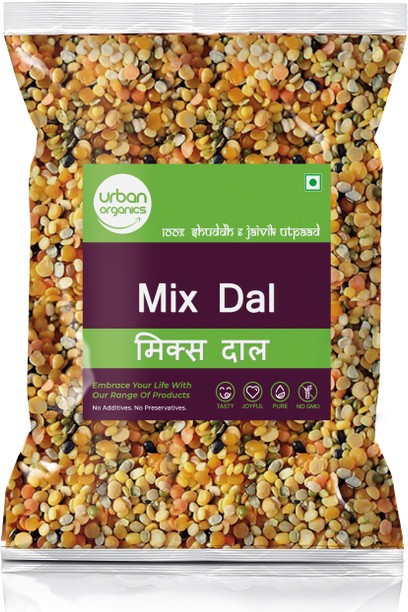 urban
organics
100% shuddh & jaivik utpaad
Mix Dal
मिक्स दाल
Embrace Your Life With
Our Range Of Products
No Additives. No Preservatives.
TASTY JOYFUL PURE NO GMO